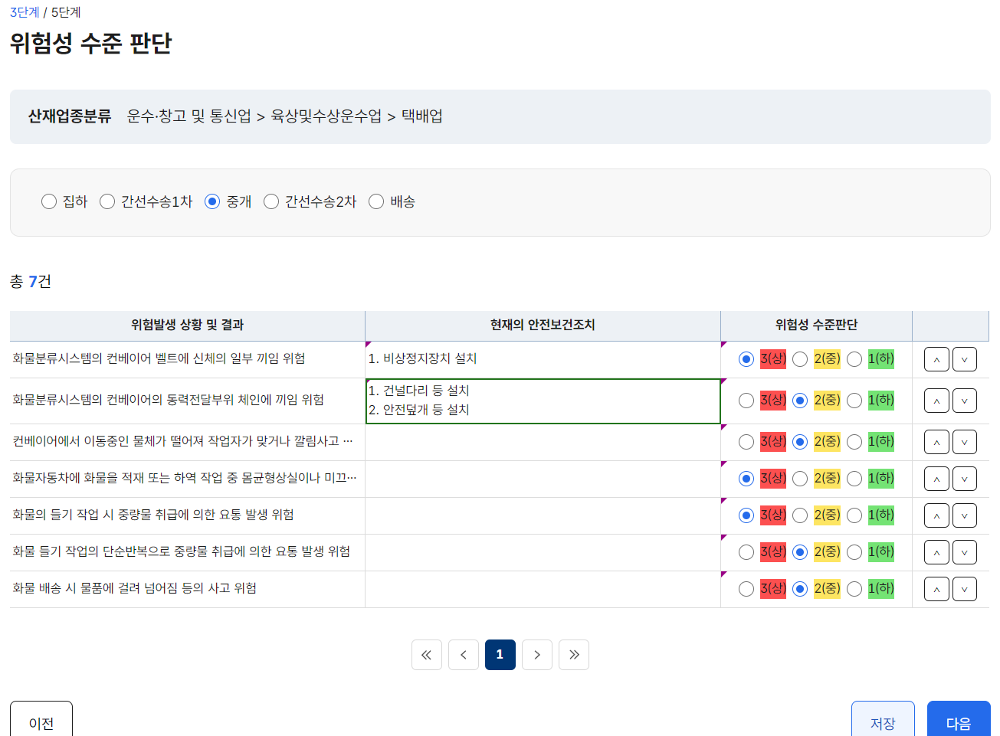 3단계 / 5단계
위험성 수준 판단
산재업종분류 운수·창고 및 통신업 > 육상및수상운수업 > 택배업
집하 간선수송1차 중개 간선수송2차 배송
총 7건
위험발생 상황 및 결과 현재의 안전보건조치 위험성 수준판단
화물분류시스템의 컨베이어 벨트에 신체의 일부 끼임 위험 1. 비상정지장치 설치 3(상) 2(중) 1(하)
화물분류시스템의 컨베이어의 동력전달부위 체인에 끼임 위험 1. 건널다리 등 설치 3(상) 2(중) 1(하)
2. 안전덮개 등 설치
컨베이어에서 이동중인 물체가 떨어져 작업자가 맞거나 깔림사고 … 3(상) 2(중) 1(하)
화물자동차에 화물을 적재 또는 하역 작업 중 몸균형상실이나 미끄… 3(상) 2(중) 1(하)
화물의 들기 작업 시 중량물 취급에 의한 요통 발생 위험 3(상) 2(중) 1(하)
화물 들기 작업의 단순반복으로 중량물 취급에 의한 요통 발생 위험 3(상) 2(중) 1(하)
화물 배송 시 물품에 걸려 넘어짐 등의 사고 위험 3(상) 2(중) 1(하)
1
이전 저장 다음